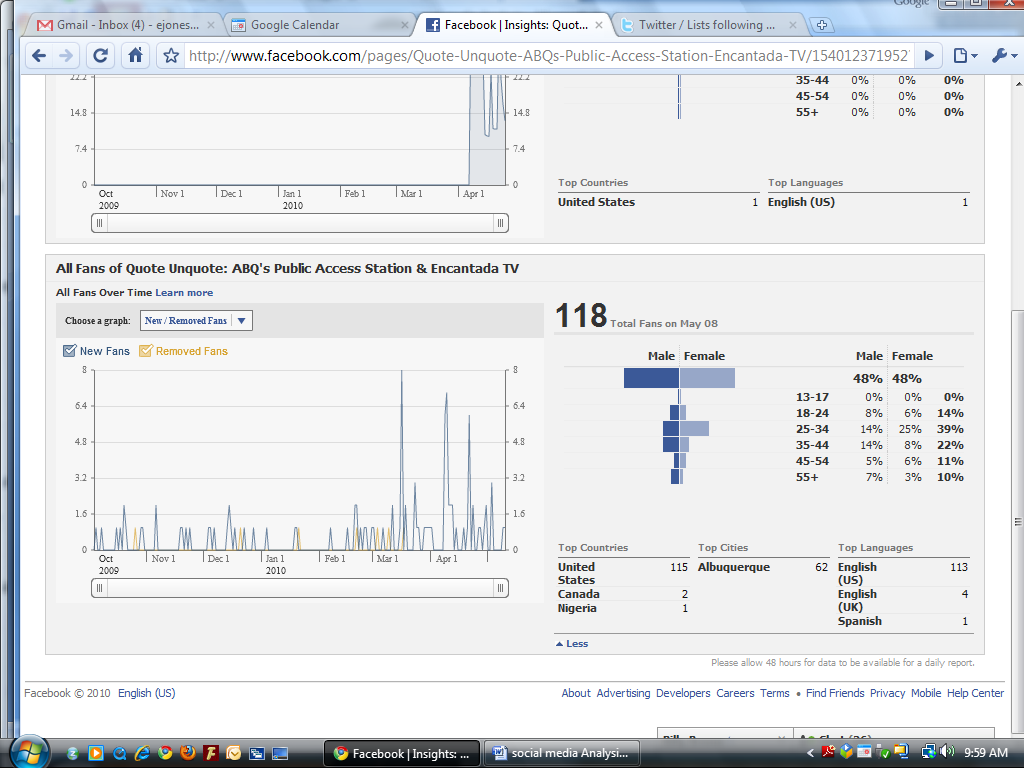 Google
Gmail - Inbox (4) - ejones...
Google Calendar
Facebook | Insights: Quot...
Twitter / Lists following ...
http://www.facebook.com/pages/Quote-Unquote-ABQs-Public-Access-Station-Encantada-TV/154012371952
22.2 22.2
14.8 14.8
7.4 7.4
0 0
Oct Nov 1 Dec 1 Jan 1 Feb 1 Mar 1 Apr 1
2009 2010
35-44 0% 0% 0%
45-54 0% 0% 0%
55+ 0% 0% 0%
Top Countries Top Languages
United States 1 English (US) 1
All Fans of Quote Unquote: ABQ's Public Access Station & Encantada TV
All Fans Over Time Learn more
Choose a graph: New / Removed Fans
New Fans Removed Fans
8 8
6.4 6.4
4.8 4.8
3.2 3.2
1.6 1.6
0 0
Oct Nov 1 Dec 1 Jan 1 Feb 1 Mar 1 Apr 1
2009 2010
118 Total Fans on May 08
Male Female Male Female
48% 48%
13-17 0% 0% 0%
18-24 8% 6% 14%
25-34 14% 25% 39%
35-44 14% 8% 22%
45-54 5% 6% 11%
55+ 7% 3% 10%
Top Countries Top Cities Top Languages
United States 115 Albuquerque 62 English (US) 113
Canada 2 English (UK) 4
Nigeria 1 Spanish 1
Less
Please allow 48 hours for data to be available for a daily report.
Facebook © 2010 English (US)
About Advertising Developers Careers Terms • Find Friends Privacy Mobile Help Center
Facebook | Insights: ...
social media Analysi...
9:59 AM